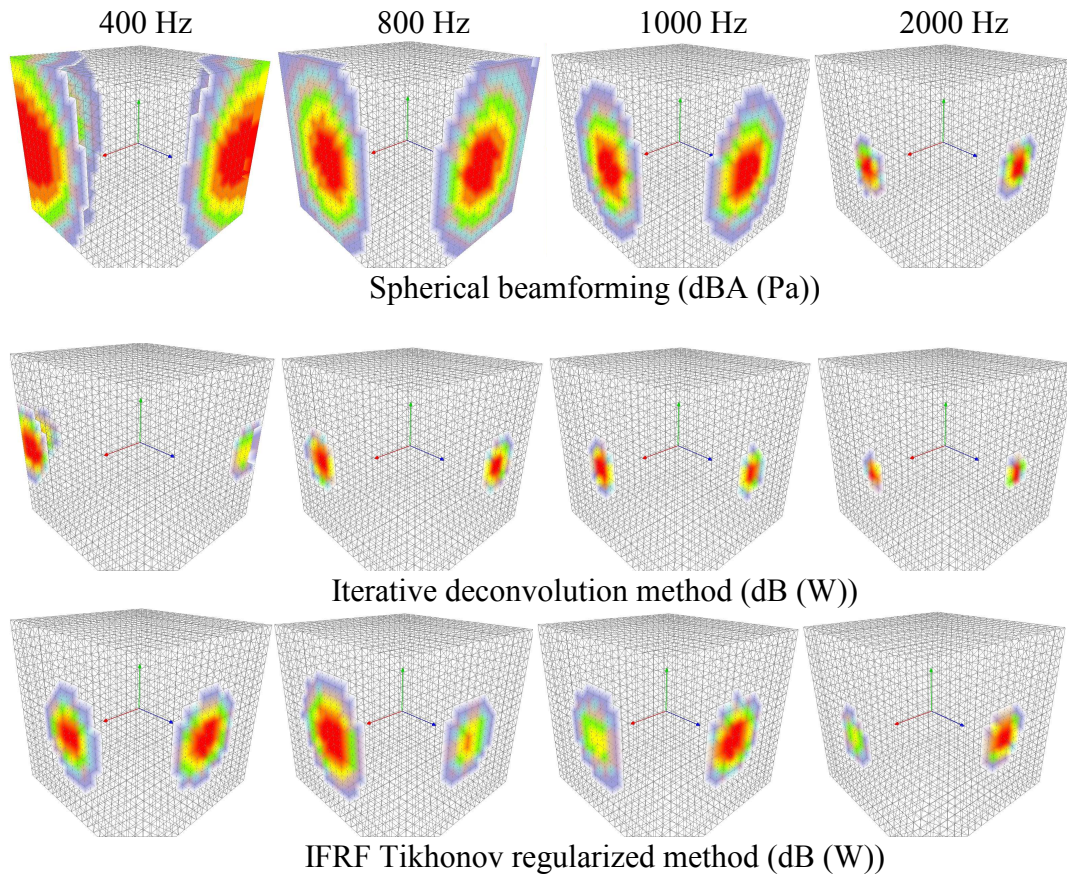 400 Hz 800 Hz 1000 Hz 2000 Hz
Spherical beamforming (dBA (Pa))
Iterative deconvolution method (dB (W))
IFRF Tikhonov regularized method (dB (W))